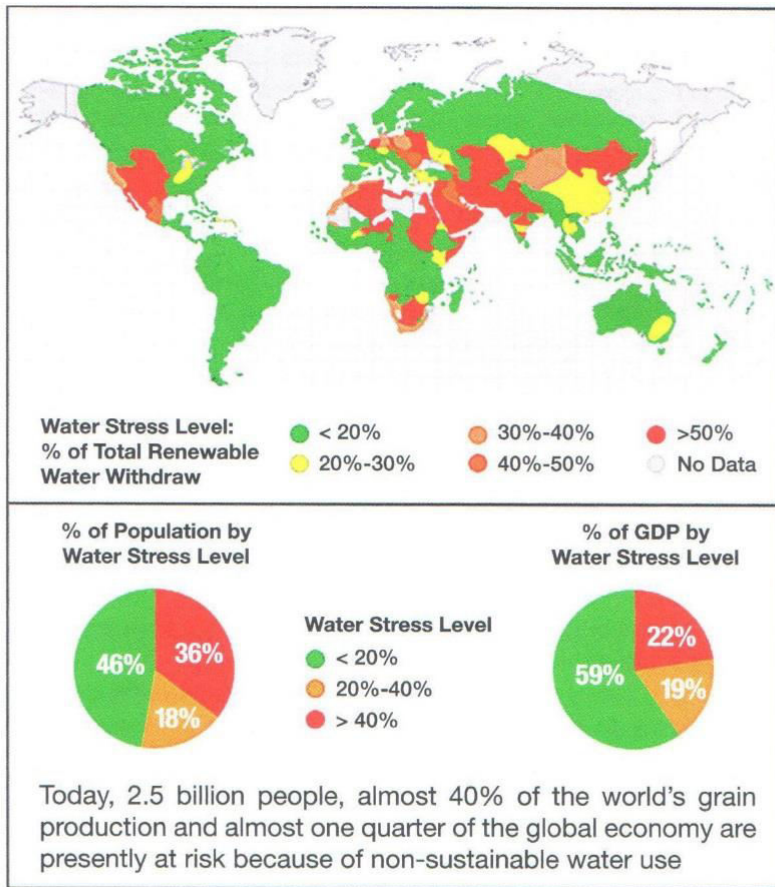 Water Stress Level:
% of Total Renewable
Water Withdraw
< 20%
20%-30%
30%-40%
40%-50%
>50%
No Data
% of Population by
Water Stress Level
46%
36%
18%
Water Stress Level
< 20%
20%-40%
> 40%
% of GDP by
Water Stress Level
59%
22%
19%
Today, 2.5 billion people, almost 40% of the world's grain
production and almost one quarter of the global economy are
presently at risk because of non-sustainable water use